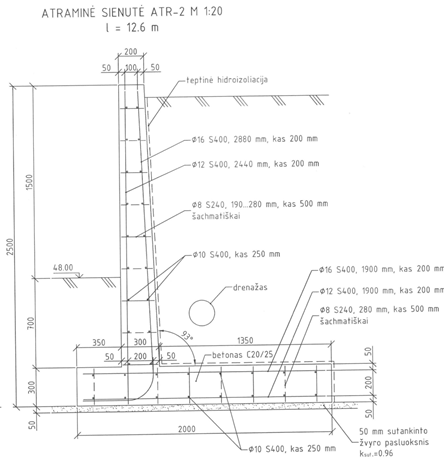 ATRAMINĖ SIENUTĖ ATR-2 M 1:20
l = 12.6 m
200
50 100 50
teptinė hidroizoliacija
Ø16 S400, 2880 mm, kas 200 mm
Ø12 S400, 2440 mm, kas 200 mm
1500
Ø8 S240, 190...280 mm, kas 500 mm
šachmatiškai
2500
Ø10 S400, kas 250 mm
48.00
Ø16 S400, 1900 mm, kas 200 mm
Ø12 S400, 1900 mm, kas 200 mm
drenažas
Ø8 S240, 280 mm, kas 500 mm
šachmatiškai
700
93°
350 300 1350
50 200 50
betonas C20/25
50
300
200
50
50
2000
50 mm sutankinto
žvyro pasluoksnis
ksut.=0.96
Ø10 S400, kas 250 mm